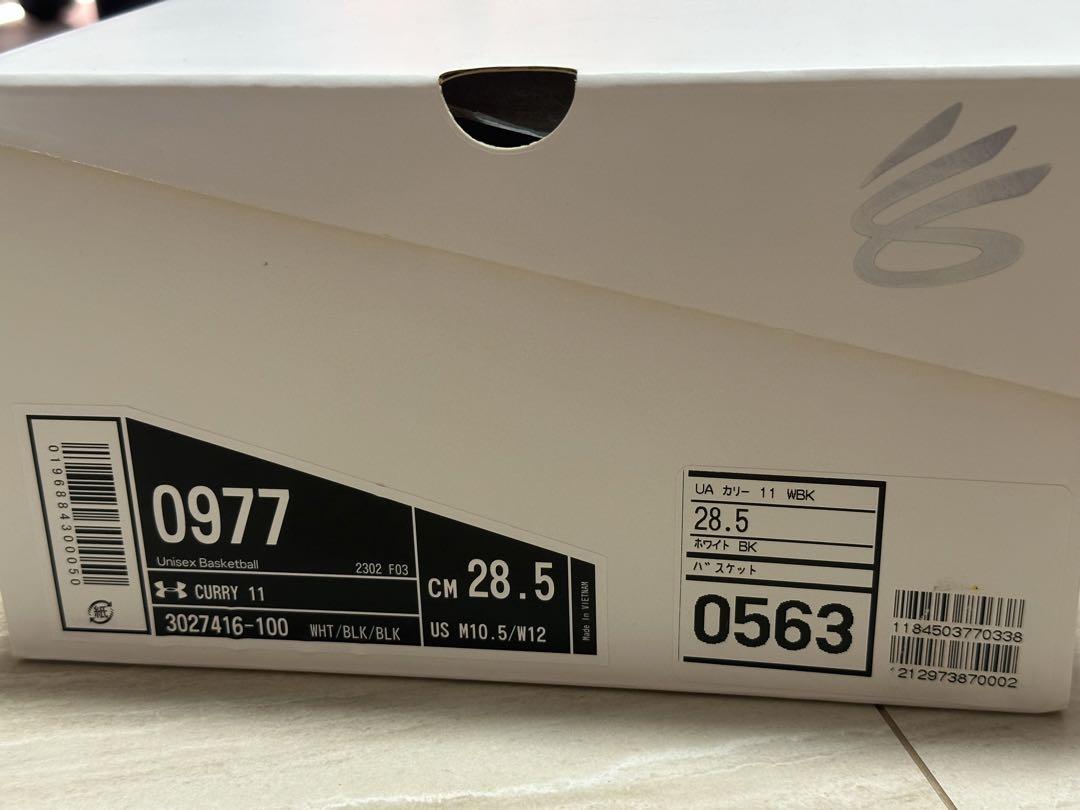 0196884300050
紙
0977
Unisex Basketball
2302 F03
CURRY 11
3027416-100
WHT/BLK/BLK
CM 28.5
US M10.5/W12
Made In VIETNAM
UA カリー 11 WBK
28.5
ホワイト BK
バスケット
0563
1184503770338
212973870002